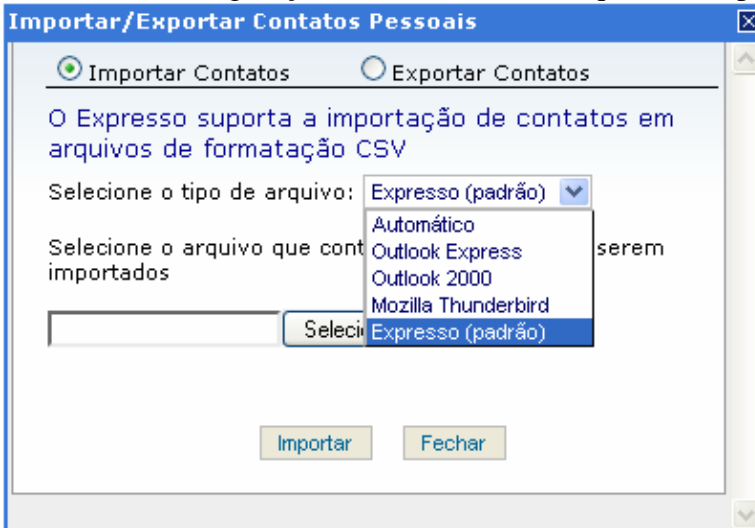 Importar/Exportar Contatos Pessoais
Importar Contatos Exportar Contatos
O Expresso suporta a importação de contatos em
arquivos de formatação CSV
Selecione o tipo de arquivo: Expresso (padrão)
Automático
Selecione o arquivo que cont Outlook Express serem
importados Outlook 2000
Mozilla Thunderbird
Seleci Expresso (padrão)
Importar Fechar